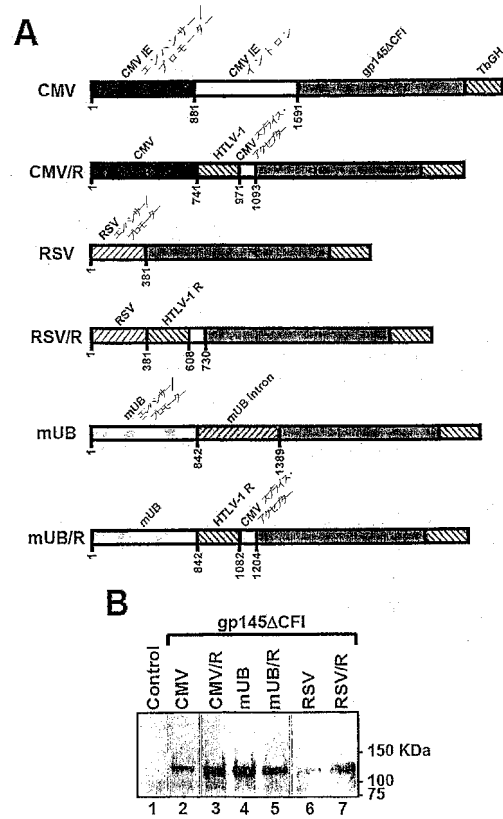 A
CMV IE エンハンサー/プロモーター
CMV IE イントロン
gp145ΔCFI
TbGH
CMV
1
881
1591
CMV
HTLV-1
CMV スプライス・アクセプター
CMV/R
1
741
971
1093
RSV エンハンサー/プロモーター
RSV
1
381
RSV
HTLV-1 R
RSV/R
1
381
608
730
mUB エンハンサー/プロモーター
mUB Intron
mUB
1
842
1389
mUB
HTLV-1 R
CMV スプライス・アクセプター
mUB/R
1
842
1082
1204
B
gp145ΔCFI
Control
CMV
CMV/R
mUB
mUB/R
RSV
RSV/R
150 KDa
100
75
1 2 3 4 5 6 7